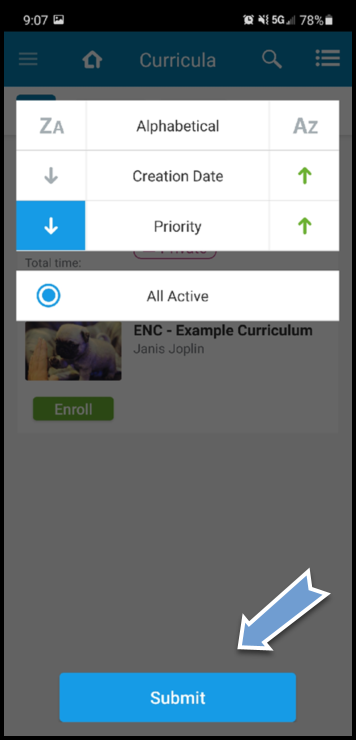 9:07 5G 78%
Curricula
ZA Alphabetical AZ
Creation Date
Priority
Private
Total time:
All Active
ENC - Example Curriculum
Janis Joplin
Enroll
Submit